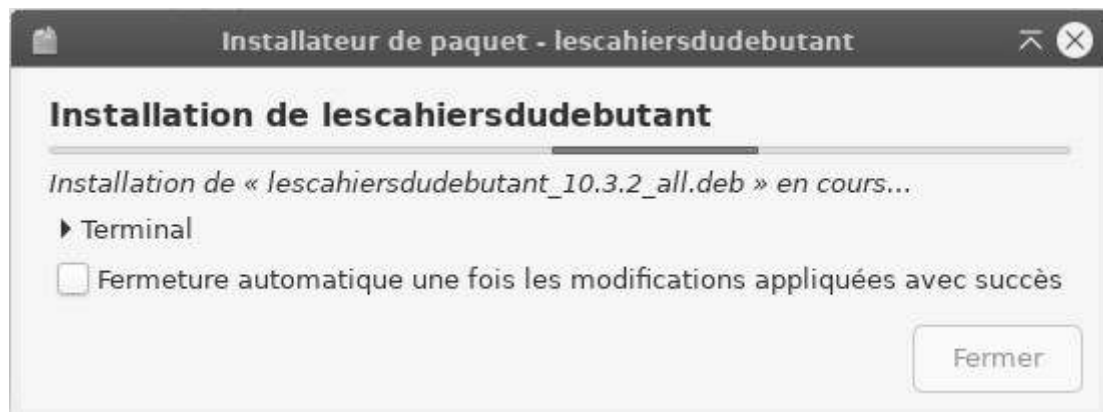 Installateur de paquet - lescahiersdudebutant
Installation de lescahiersdudebutant
Installation de « lescahiersdudebutant_10.3.2_all.deb » en cours...
Terminal
Fermeture automatique une fois les modifications appliquées avec succès
Fermer